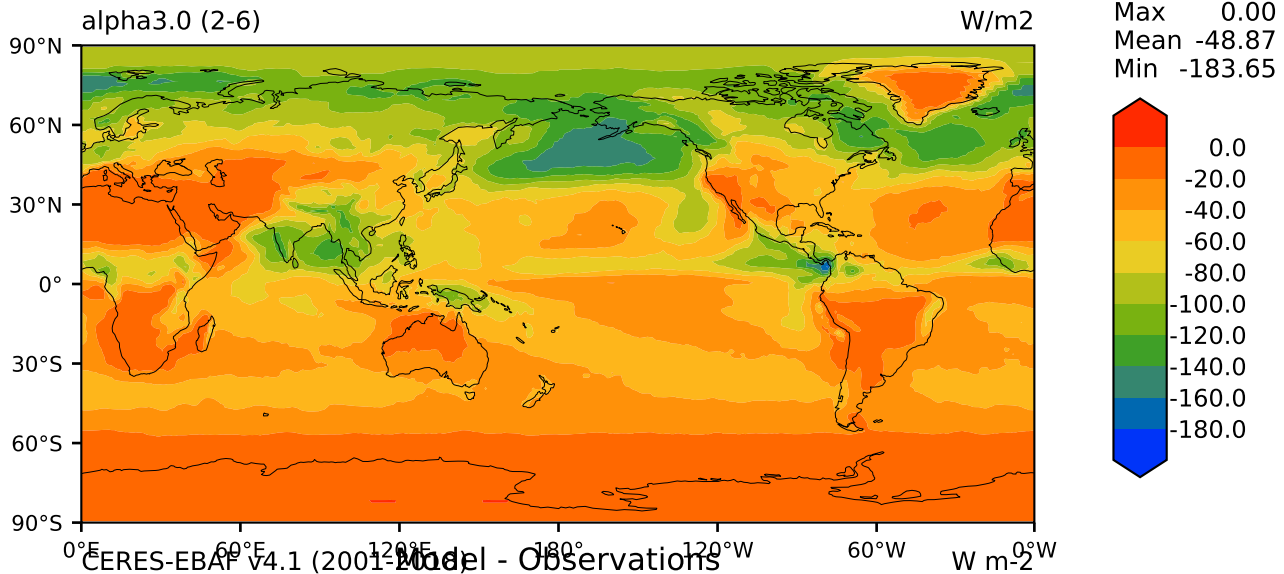 alpha3.0 (2-6) W/m2
Max 0.00
Mean -48.87
Min -183.65
90°N
60°N
30°N
0°
30°S
60°S
90°S
0°E 60°E 120°E 180° 120°W 60°W 0°W
0.0
-20.0
-40.0
-60.0
-80.0
-100.0
-120.0
-140.0
-160.0
-180.0
CERES-EBAF v4.1 (2001-2018) Model - Observations W m-2